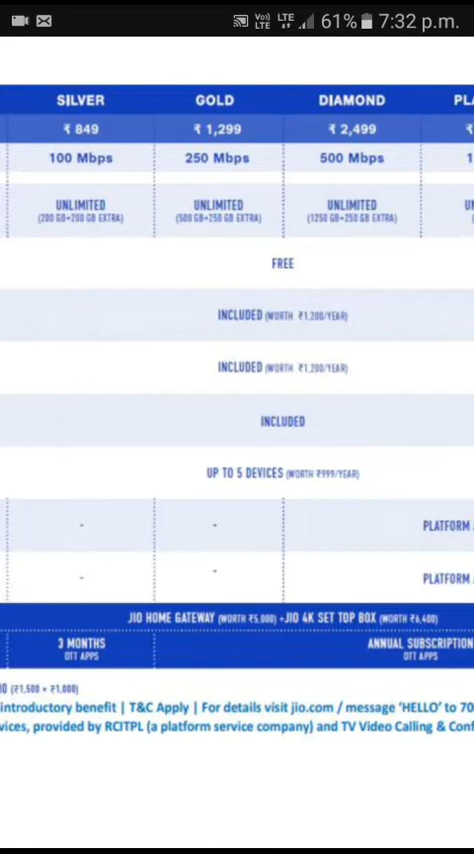 Vo)) LTE LTE 61% 7:32 p.m.
SILVER GOLD DIAMOND PLA
₹ 849 ₹ 1,299 ₹ 2,499 ₹
100 Mbps 250 Mbps 500 Mbps 1
UNLIMITED UNLIMITED UNLIMITED UN
(200 GB+200 GB EXTRA) (500 GB+250 GB EXTRA) (1250 GB+250 GB EXTRA) (
FREE
INCLUDED (WORTH ₹1,200/YEAR)
INCLUDED (WORTH ₹1,200/YEAR)
INCLUDED
UP TO 5 DEVICES (WORTH ₹999/YEAR)
- - PLATFORM
- - PLATFORM
JIO HOME GATEWAY (WORTH ₹5,000) +JIO 4K SET TOP BOX (WORTH ₹6,400)
3 MONTHS ANNUAL SUBSCRIPTION
OTT APPS OTT APPS
(₹1,500 + ₹1,000)
introductory benefit | T&C Apply | For details visit jio.com / message ‘HELLO’ to 70
vices, provided by RCITPL (a platform service company) and TV Video Calling & Conf